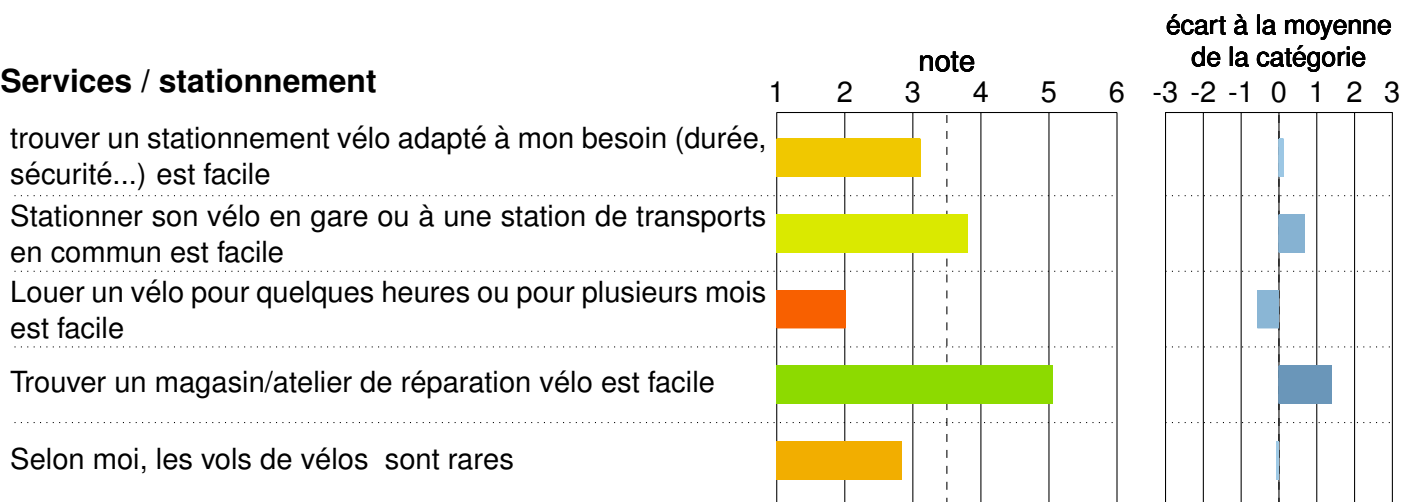 écart à la moyenne
de la catégorie
note
Services / stationnement
1 2 3 4 5 6 -3 -2 -1 0 1 2 3
trouver un stationnement vélo adapté à mon besoin (durée,
sécurité...) est facile
Stationner son vélo en gare ou à une station de transports
en commun est facile
Louer un vélo pour quelques heures ou pour plusieurs mois
est facile
Trouver un magasin/atelier de réparation vélo est facile
Selon moi, les vols de vélos  sont rares